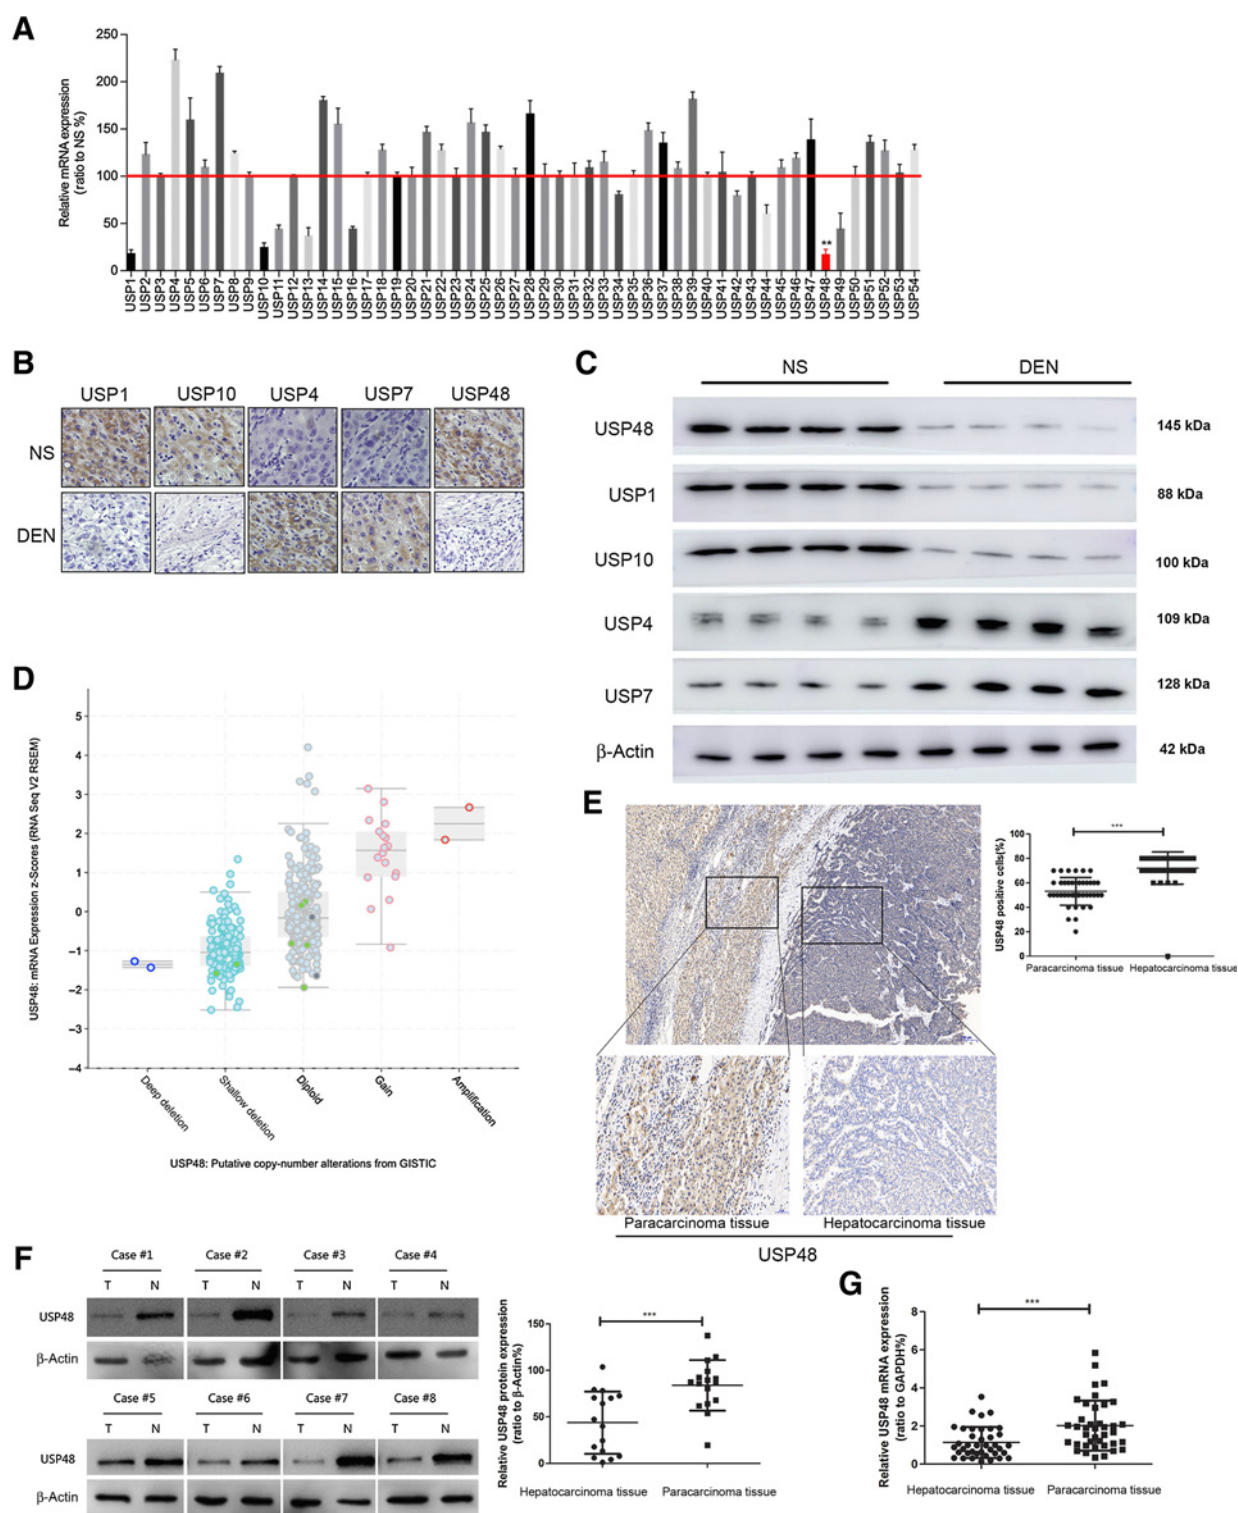 A
Relative mRNA expression
(ratio to NS %)
250
200
150
100
50
0
**
USP1
USP2
USP3
USP4
USP5
USP6
USP7
USP8
USP9
USP10
USP11
USP12
USP13
USP14
USP15
USP16
USP17
USP18
USP19
USP20
USP21
USP22
USP23
USP24
USP25
USP26
USP27
USP28
USP29
USP30
USP31
USP32
USP33
USP34
USP35
USP36
USP37
USP38
USP39
USP40
USP41
USP42
USP43
USP44
USP45
USP46
USP47
USP48
USP49
USP50
USP51
USP52
USP53
USP54
B
USP1 USP10 USP4 USP7 USP48
NS
DEN
C
NS DEN
USP48 145 kDa
USP1 88 kDa
USP10 100 kDa
USP4 109 kDa
USP7 128 kDa
β-Actin 42 kDa
D
USP48: mRNA Expression z-Scores (RNA Seq V2 RSEM)
5
4
3
2
1
0
−1
−2
−3
−4
Deep deletion
Shallow deletion
Diploid
Gain
Amplification
USP48: Putative copy-number alterations from GISTIC
E
Paracarcinoma tissue Hepatocarcinoma tissue
USP48
USP48 positive cells(%)
100
80
60
40
20
0
***
Paracarcinoma tissue Hepatocarcinoma tissue
F
Case #1 Case #2 Case #3 Case #4
T N T N T N T N
USP48
β-Actin
Case #5 Case #6 Case #7 Case #8
T N T N T N T N
USP48
β-Actin
Relative USP48 protein expression
(ratio to β-Actin%)
150
100
50
0
***
Hepatocarcinoma tissue Paracarcinoma tissue
G
Relative USP48 mRNA expression
(ratio to GAPDH%)
8
6
4
2
0
***
Hepatocarcinoma tissue Paracarcinoma tissue